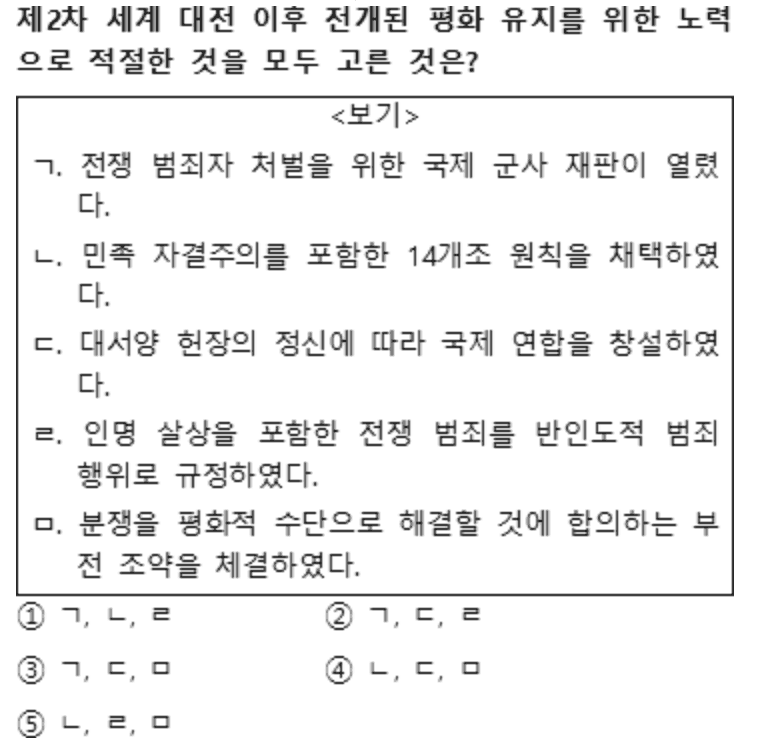 제2차 세계 대전 이후 전개된 평화 유지를 위한 노력
으로 적절한 것을 모두 고른 것은?
<보기>
ㄱ. 전쟁 범죄자 처벌을 위한 국제 군사 재판이 열렸
다.
ㄴ. 민족 자결주의를 포함한 14개조 원칙을 채택하였
다.
ㄷ. 대서양 헌장의 정신에 따라 국제 연합을 창설하였
다.
ㄹ. 인명 살상을 포함한 전쟁 범죄를 반인도적 범죄
행위로 규정하였다.
ㅁ. 분쟁을 평화적 수단으로 해결할 것에 합의하는 부
전 조약을 체결하였다.
① ㄱ, ㄴ, ㄹ ② ㄱ, ㄷ, ㄹ
③ ㄱ, ㄷ, ㅁ ④ ㄴ, ㄷ, ㅁ
⑤ ㄴ, ㄹ, ㅁ